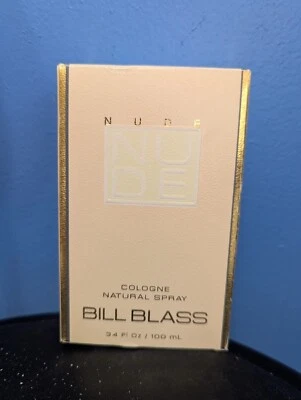 NUDE
NU
DE
COLOGNE
NATURAL SPRAY
BILL BLASS
3.4 Fl Oz / 100 mL